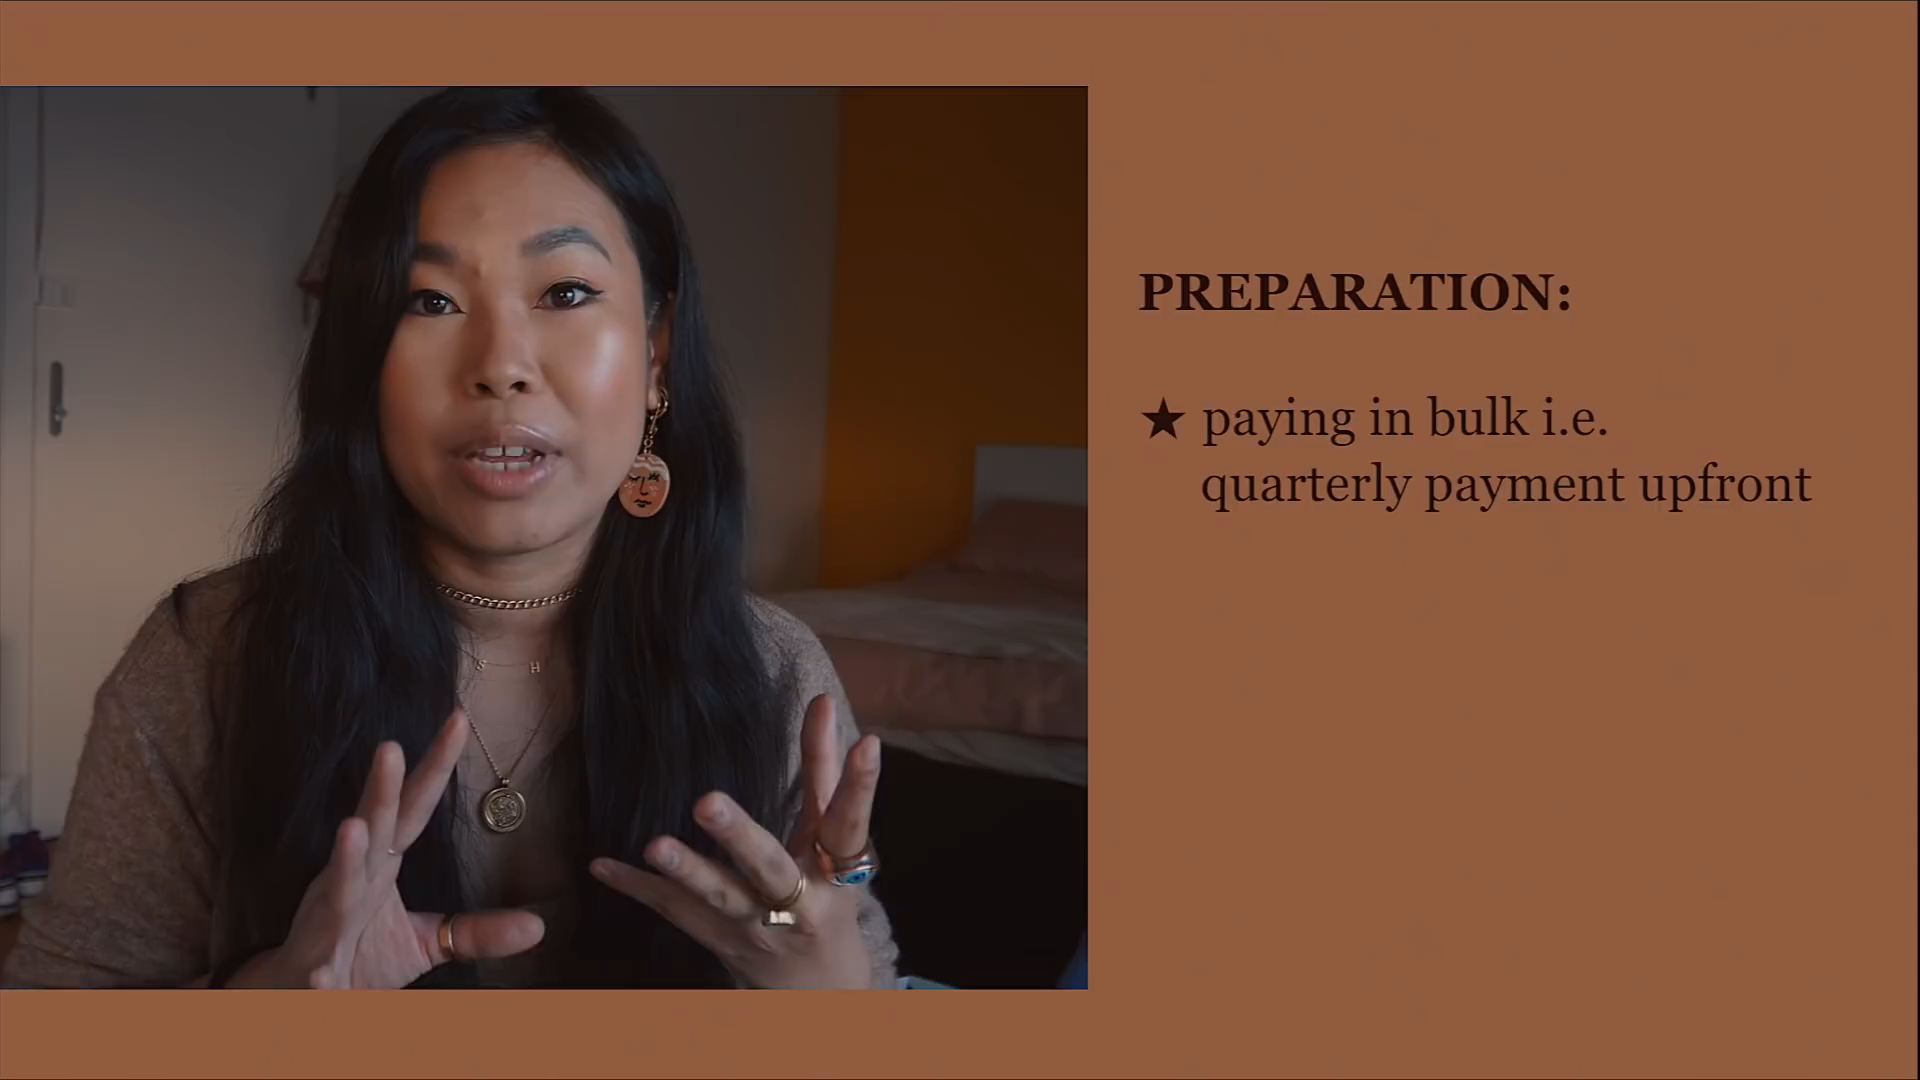 PREPARATION:
★ paying in bulk i.e.
quarterly payment upfront
S H